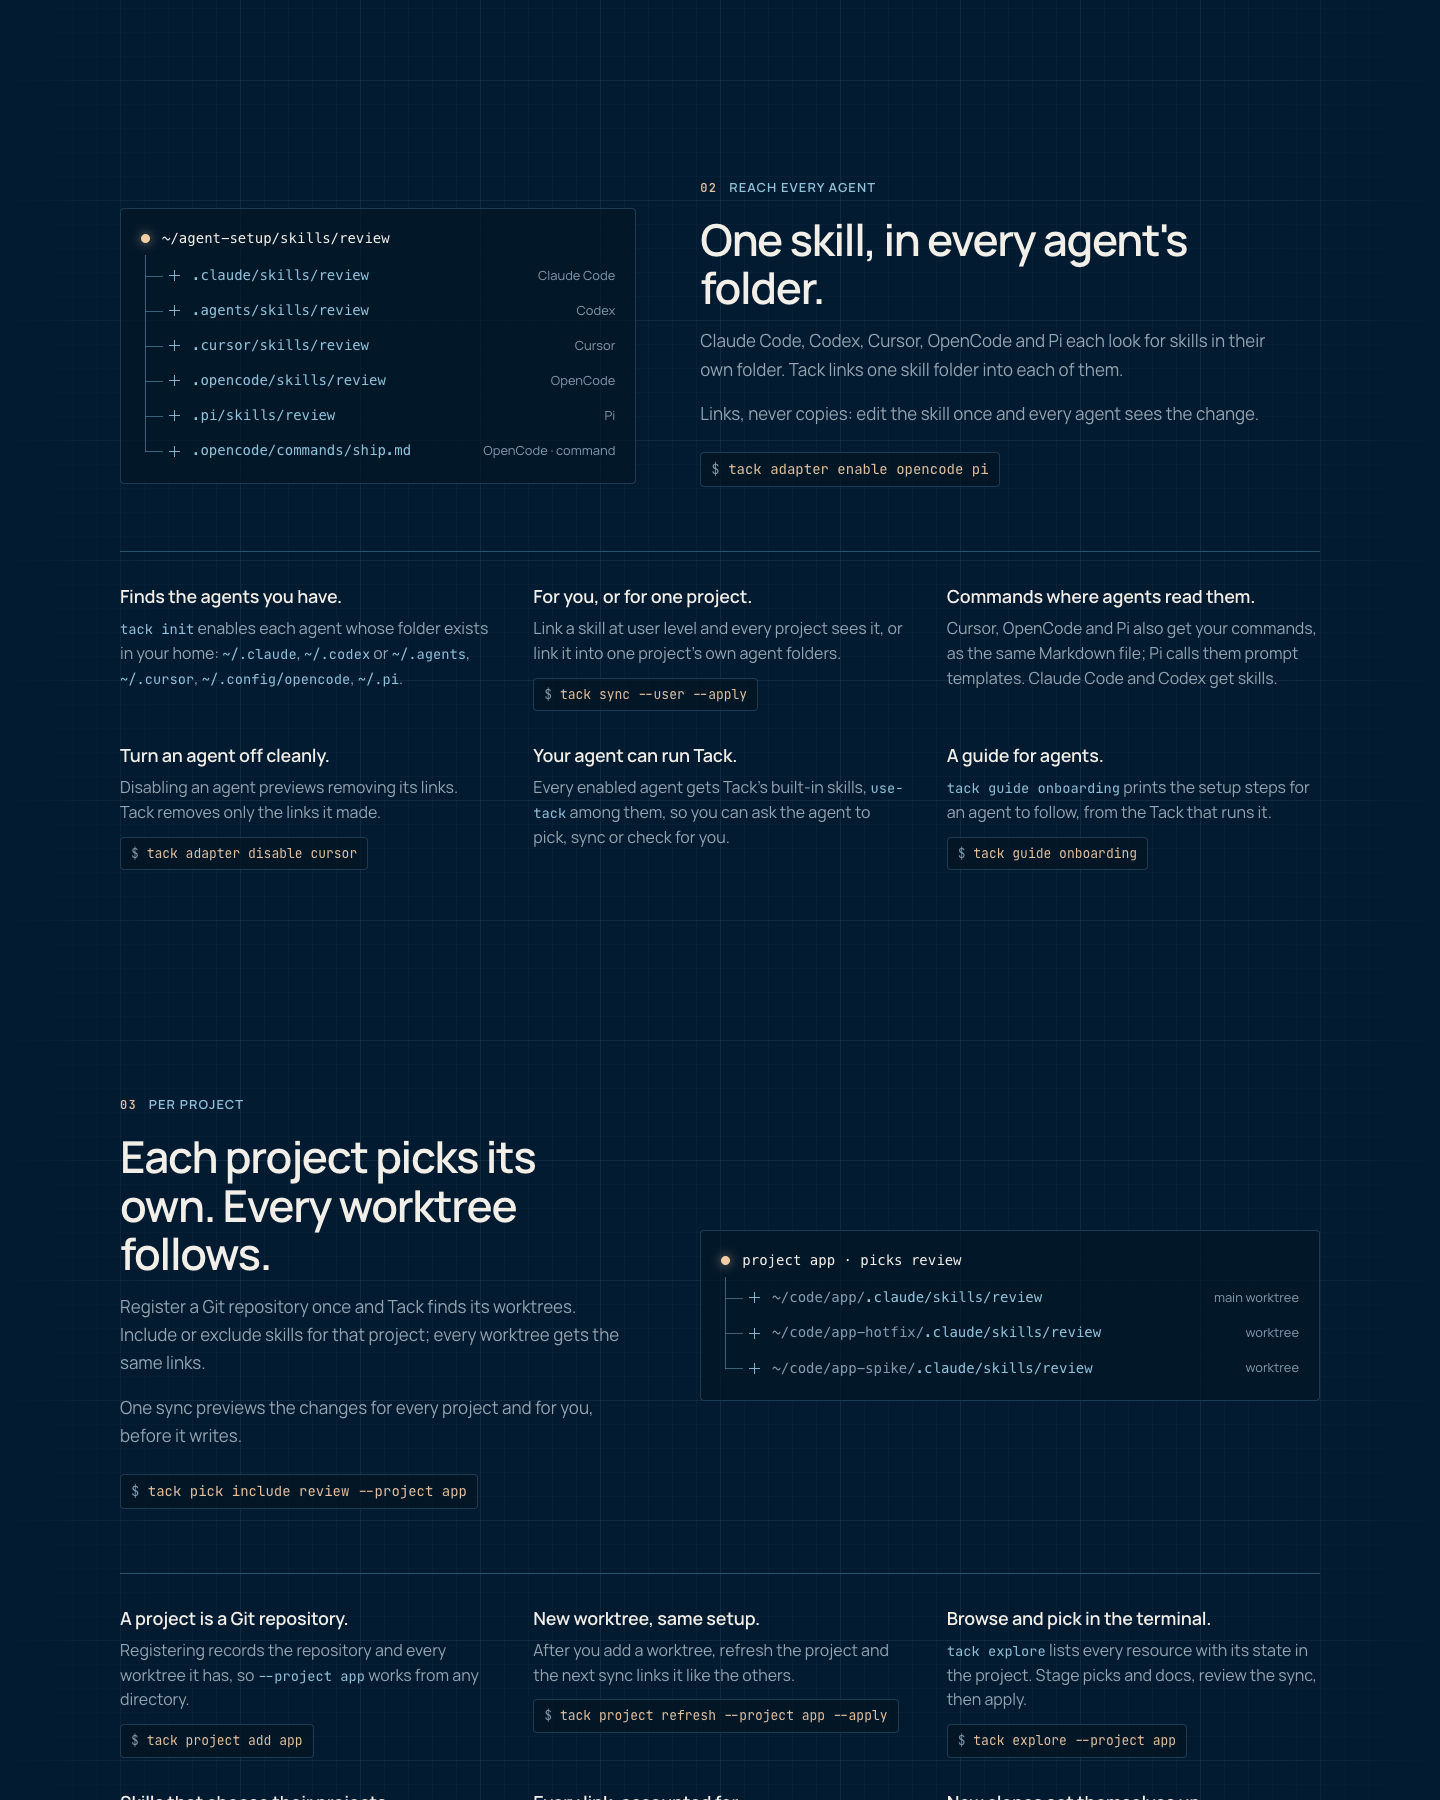 02 REACH EVERY AGENT
One skill, in every agent's
folder.
Claude Code, Codex, Cursor, OpenCode and Pi each look for skills in their
own folder. Tack links one skill folder into each of them.
Links, never copies: edit the skill once and every agent sees the change.
$ tack adapter enable opencode pi
~/agent-setup/skills/review
.claude/skills/review Claude Code
.agents/skills/review Codex
.cursor/skills/review Cursor
.opencode/skills/review OpenCode
.pi/skills/review Pi
.opencode/commands/ship.md OpenCode · command
Finds the agents you have.
tack init enables each agent whose folder exists
in your home: ~/.claude, ~/.codex or ~/.agents,
~/.cursor, ~/.config/opencode, ~/.pi.
For you, or for one project.
Link a skill at user level and every project sees it, or
link it into one project's own agent folders.
$ tack sync --user --apply
Commands where agents read them.
Cursor, OpenCode and Pi also get your commands,
as the same Markdown file; Pi calls them prompt
templates. Claude Code and Codex get skills.
Turn an agent off cleanly.
Disabling an agent previews removing its links.
Tack removes only the links it made.
$ tack adapter disable cursor
Your agent can run Tack.
Every enabled agent gets Tack's built-in skills, use-
tack among them, so you can ask the agent to
pick, sync or check for you.
A guide for agents.
tack guide onboarding prints the setup steps for
an agent to follow, from the Tack that runs it.
$ tack guide onboarding
03 PER PROJECT
Each project picks its
own. Every worktree
follows.
Register a Git repository once and Tack finds its worktrees.
Include or exclude skills for that project; every worktree gets the
same links.
One sync previews the changes for every project and for you,
before it writes.
$ tack pick include review --project app
project app · picks review
~/code/app/.claude/skills/review main worktree
~/code/app-hotfix/.claude/skills/review worktree
~/code/app-spike/.claude/skills/review worktree
A project is a Git repository.
Registering records the repository and every
worktree it has, so --project app works from any
directory.
$ tack project add app
New worktree, same setup.
After you add a worktree, refresh the project and
the next sync links it like the others.
$ tack project refresh --project app --apply
Browse and pick in the terminal.
tack explore lists every resource with its state in
the project. Stage picks and docs, review the sync,
then apply.
$ tack explore --project app